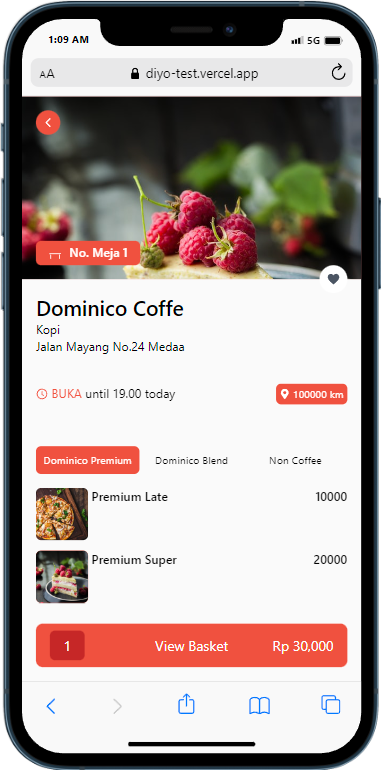 1:09 AM
5G
AA
diyo-test.vercel.app
No. Meja 1
Dominico Coffe
Kopi
Jalan Mayang No.24 Medaa
BUKA until 19.00 today
100000 km
Dominico Premium
Dominico Blend
Non Coffee
Premium Late
10000
Premium Super
20000
1
View Basket
Rp 30,000